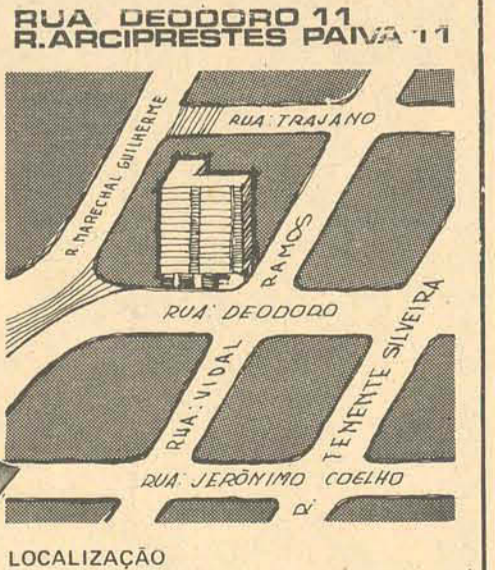 RUA DEODORO 11
R.ARCIPRESTES PAIVA 11
RUA: TRAJANO
R. MARECHAL GUILHERME
RAMOS
RUA: DEODORO
RUA: VIDAL
R. TENENTE SILVEIRA
RUA: JERÔNIMO COELHO
LOCALIZAÇÃO